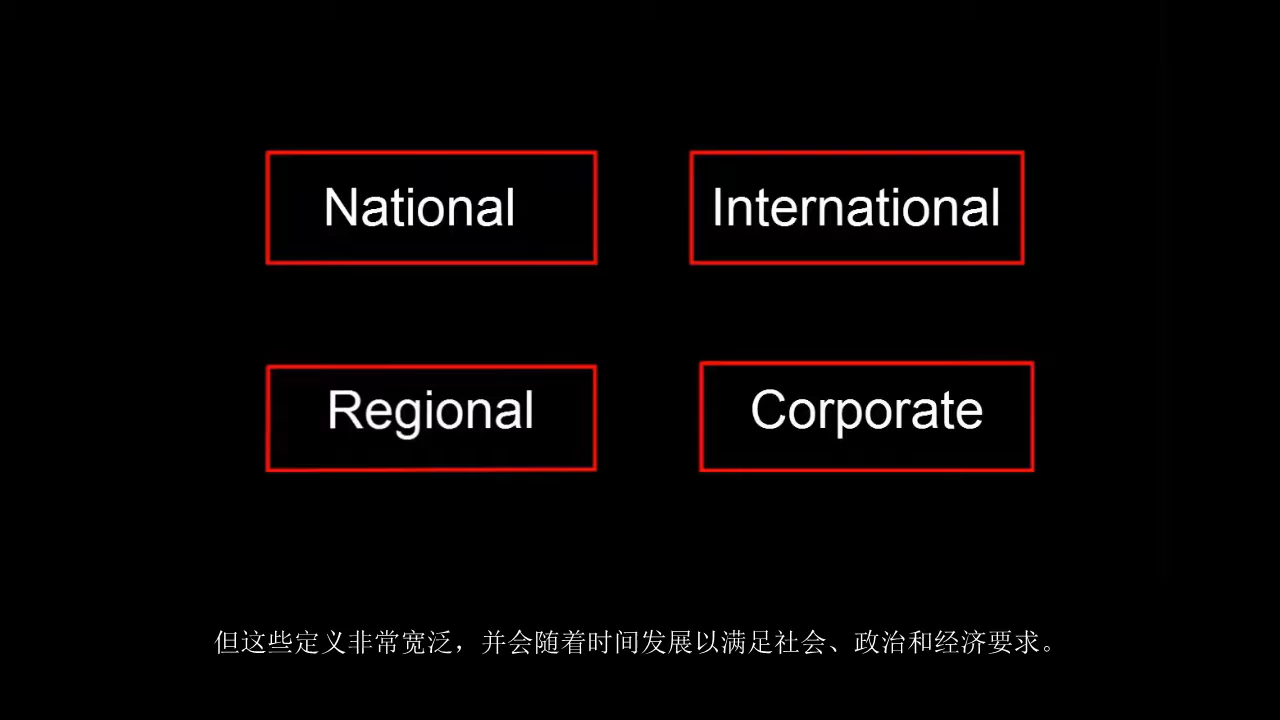 National
International
Regional
Corporate
但这些定义非常宽泛，并会随着时间发展以满足社会、政治和经济要求。